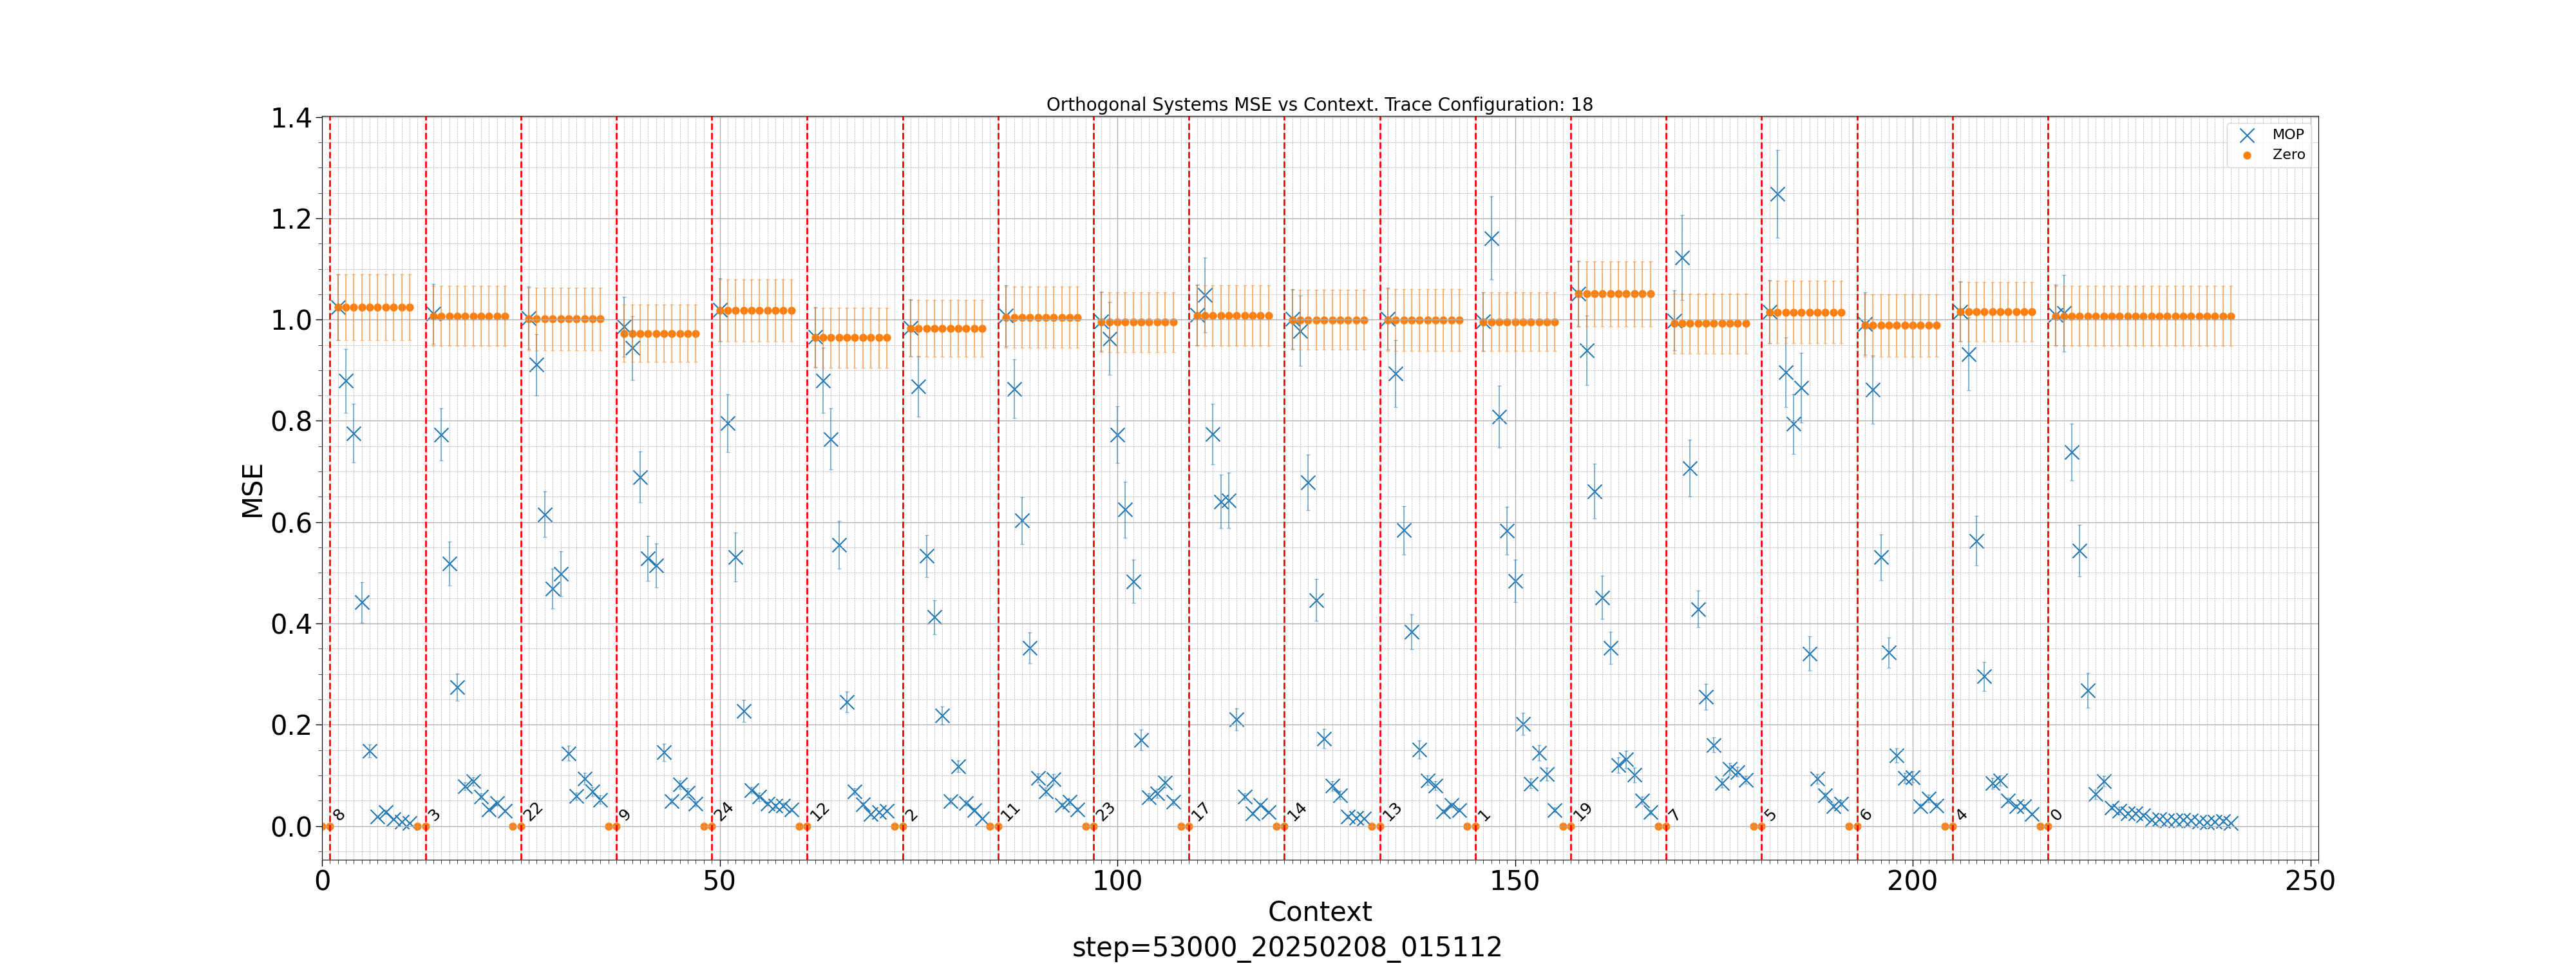 Orthogonal Systems MSE vs Context. Trace Configuration: 18
MOP
Zero
1.4
1.2
1.0
0.8
0.6
0.4
0.2
0.0
MSE
8 3 22 9 24 12 2 11 23 17 14 13 1 19 7 5 6 4 0
0 50 100 150 200 250
Context
step=53000_20250208_015112